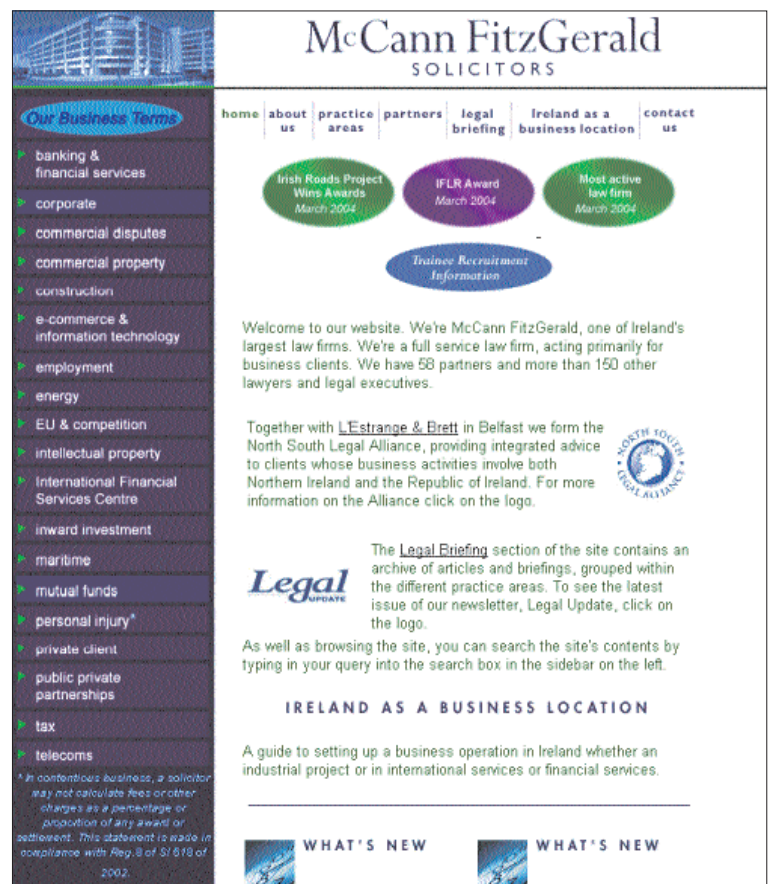 McCann FitzGerald
SOLICITORS
home
about us
practice areas
partners
legal briefing
Ireland as a business location
contact us
Our Business Terms
banking &
financial services
corporate
commercial disputes
commercial property
construction
e-commerce &
information technology
employment
energy
EU & competition
intellectual property
International Financial
Services Centre
inward investment
maritime
mutual funds
personal injury*
private client
public private
partnerships
tax
telecoms
* In contentious business, a solicitor
may not calculate fees or other
charges as a percentage or
proportion of any award or
settlement. This statement is made in
compliance with Reg.8 of SI 518 of
2002.
Irish Roads Project
Wins Awards
March 2004
IFLR Award
March 2004
Most active
law firm
March 2004
Trainee Recruitment
Information
Welcome to our website. We're McCann FitzGerald, one of Ireland's
largest law firms. We're a full service law firm, acting primarily for
business clients. We have 58 partners and more than 150 other
lawyers and legal executives.
Together with L'Estrange & Brett in Belfast we form the
North South Legal Alliance, providing integrated advice
to clients whose business activities involve both
Northern Ireland and the Republic of Ireland. For more
information on the Alliance click on the logo.
NORTH SOUTH
LEGAL ALLIANCE
Legal
UPDATE
The Legal Briefing section of the site contains an
archive of articles and briefings, grouped within
the different practice areas. To see the latest
issue of our newsletter, Legal Update, click on
the logo.
As well as browsing the site, you can search the site's contents by
typing in your query into the search box in the sidebar on the left.
IRELAND AS A BUSINESS LOCATION
A guide to setting up a business operation in Ireland whether an
industrial project or in international services or financial services.
WHAT'S NEW
WHAT'S NEW